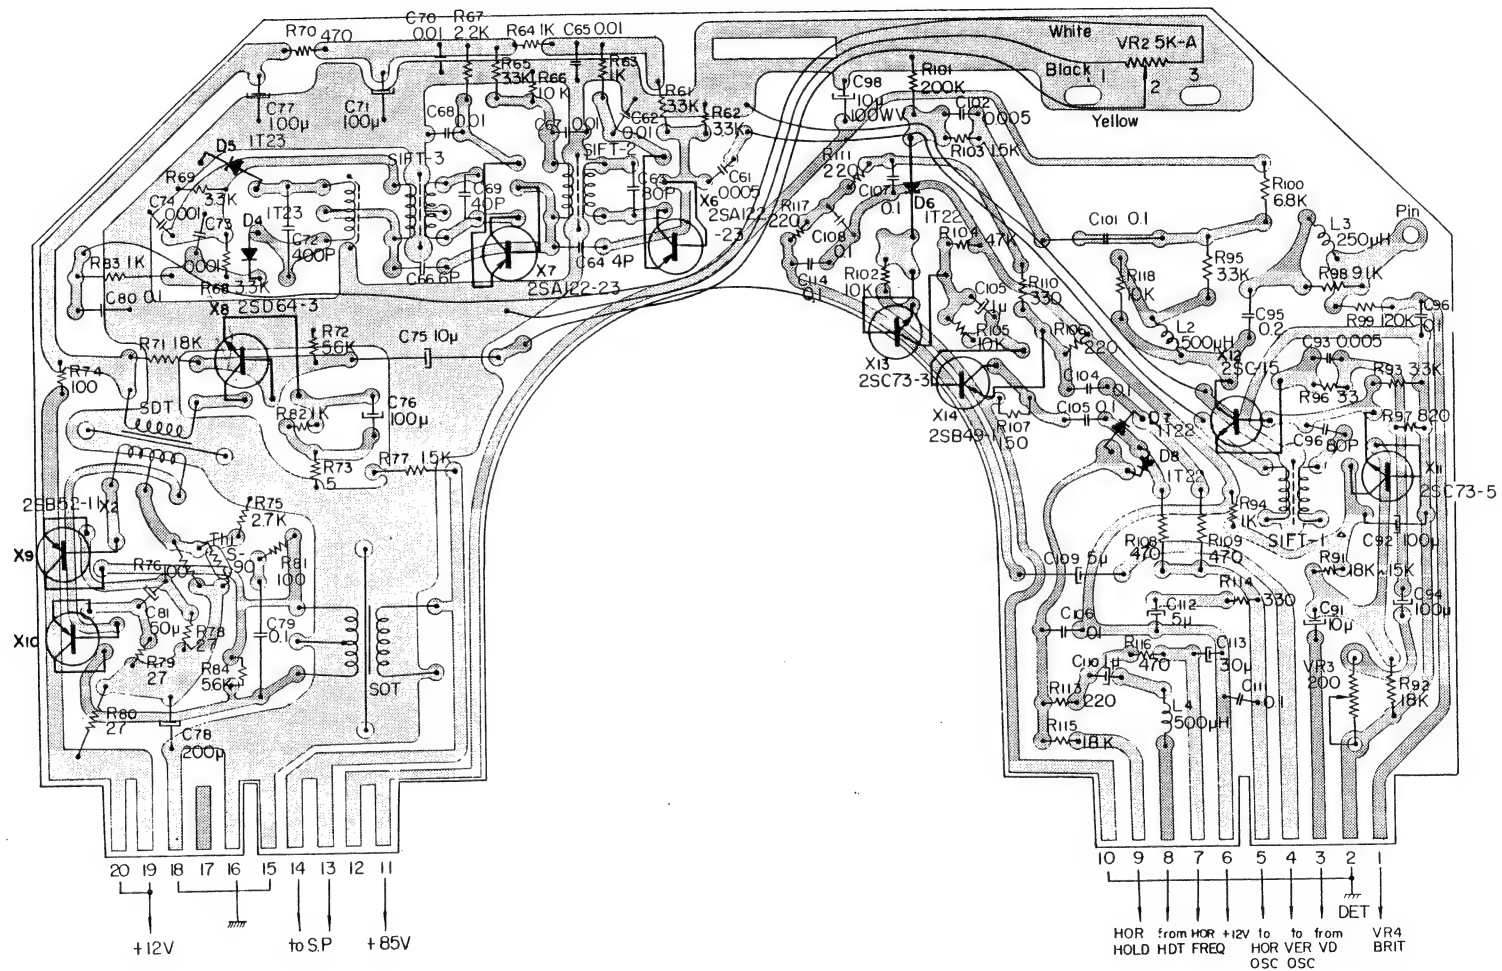 R70 470
C70 0.01
R67 2.2K
R64 1K
C65 0.01
R63 1K
R65 3.3K
R66 10K
R61 3.3K
R62 3.3K
White
VR2 5K-A
Black 1 2 3
Yellow
C77 100μ
C71 100μ
C68 0.01
C67 0.01
C62 0.01
C98 10μ 100WV
R101 200K
C102 0.005
R103 1.5K
D5 1T23
SIFT-3
SIFT-2
R69 3.3K
C74 0.001
C73 0.001
D4 1T23
C72 400P
C69 40P
C63 80P
C61 0.005
X6 2SA122-23
R111 220
C107 0.1
D6 1T22
R100 6.8K
R117 220
C108 0.1
R104 47K
C101 0.1
L3 250μH
Pin
R83 1K
R68 3.3K
C66 6P
X7 2SA122-23
C64 4P
C114 0.1
R102 10K
C105 1μ
R110 330
R118 10K
R95 3.3K
R98 9.1K
C80 0.1
X8 2SD64-3
R105 10K
R106 220
L2 500μH
C95 0.2
R99 120K
C96 0.1
R71 18K
R72 56K
C75 10μ
X13 2SC73-3
X12 2SC-15
C93 0.005
R74 100
C104 0.1
R96 33
R93 3.3K
SDT
R82 1K
C76 100μ
X14 2SB49-1
R107 150
C105 0.1
D7 1T22
C96 80P
R97 820
R73 5
R77 1.5K
D8 1T22
X11 2SC73-5
2SB52-11 X2
R75 2.7K
R94 1K
SIFT-1
C92 100μ
X9
R76 100
Th1 S-90
R81 100
C109 5μ
R108 470
R109 470
R91 18K~15K
R114 330
C94 100μ
X10
C81 50μ
R78 27
C79 0.1
C106 0.1
C112 5μ
C91 10μ
R79 27
R84 56K
SOT
C110 1μ
R116 470
C113 30μ
VR3 200
R92 18K
R80 27
C78 200μ
R113 220
L4 500μH
C111 0.1
R115 1.8K
20 19 18 17 16 15 14 13 12 11
10 9 8 7 6 5 4 3 2 1
+12V
to S.P
+85V
DET
HOR HOLD
from HDT
HOR FREQ
+12V
to HOR OSC
to VER OSC
from VD
VR4 BRIT